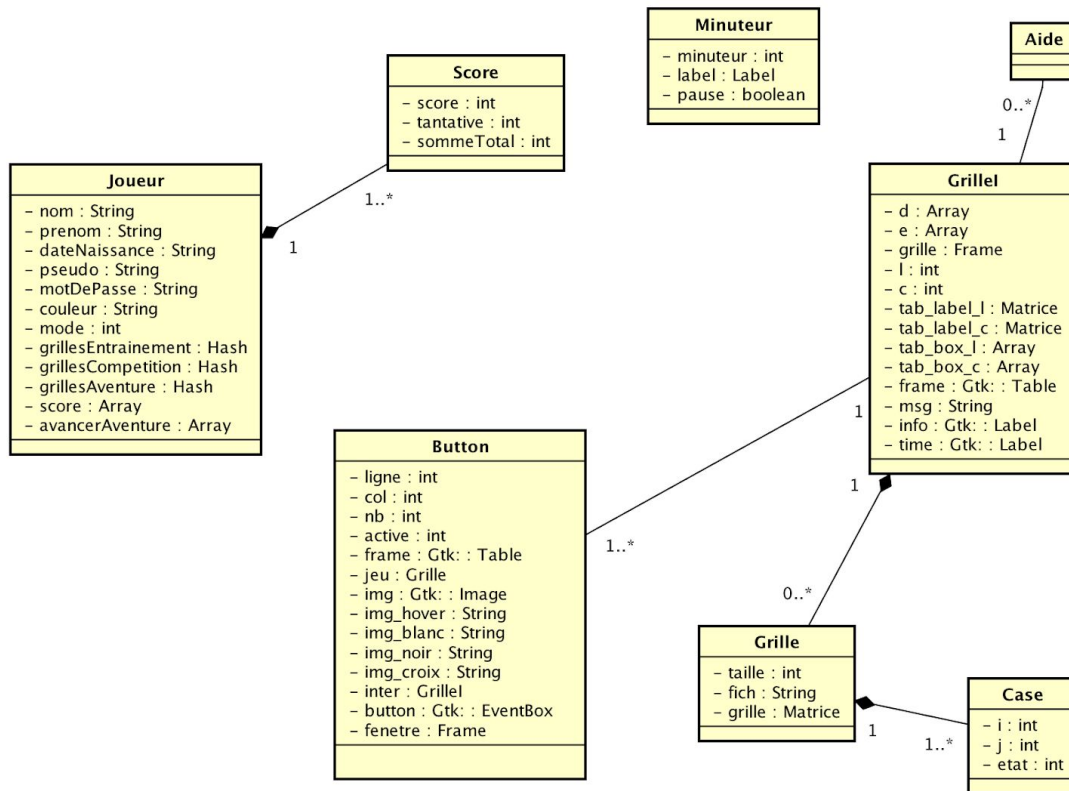 Minuteur
- minuteur : int
- label : Label
- pause : boolean
Aide
0..*
1
Score
- score : int
- tantative : int
- sommeTotal : int
1..*
1
Joueur
- nom : String
- prenom : String
- dateNaissance : String
- pseudo : String
- motDePasse : String
- couleur : String
- mode : int
- grillesEntrainement : Hash
- grillesCompetition : Hash
- grillesAventure : Hash
- score : Array
- avancerAventure : Array
GrilleI
- d : Array
- e : Array
- grille : Frame
- l : int
- c : int
- tab_label_l : Matrice
- tab_label_c : Matrice
- tab_box_l : Array
- tab_box_c : Array
- frame : Gtk: : Table
- msg : String
- info : Gtk: : Label
- time : Gtk: : Label
1
1..*
1
0..*
Button
- ligne : int
- col : int
- nb : int
- active : int
- frame : Gtk: : Table
- jeu : Grille
- img : Gtk: : Image
- img_hover : String
- img_blanc : String
- img_noir : String
- img_croix : String
- inter : GrilleI
- button : Gtk: : EventBox
- fenetre : Frame
Grille
- taille : int
- fich : String
- grille : Matrice
1
1..*
Case
- i : int
- j : int
- etat : int